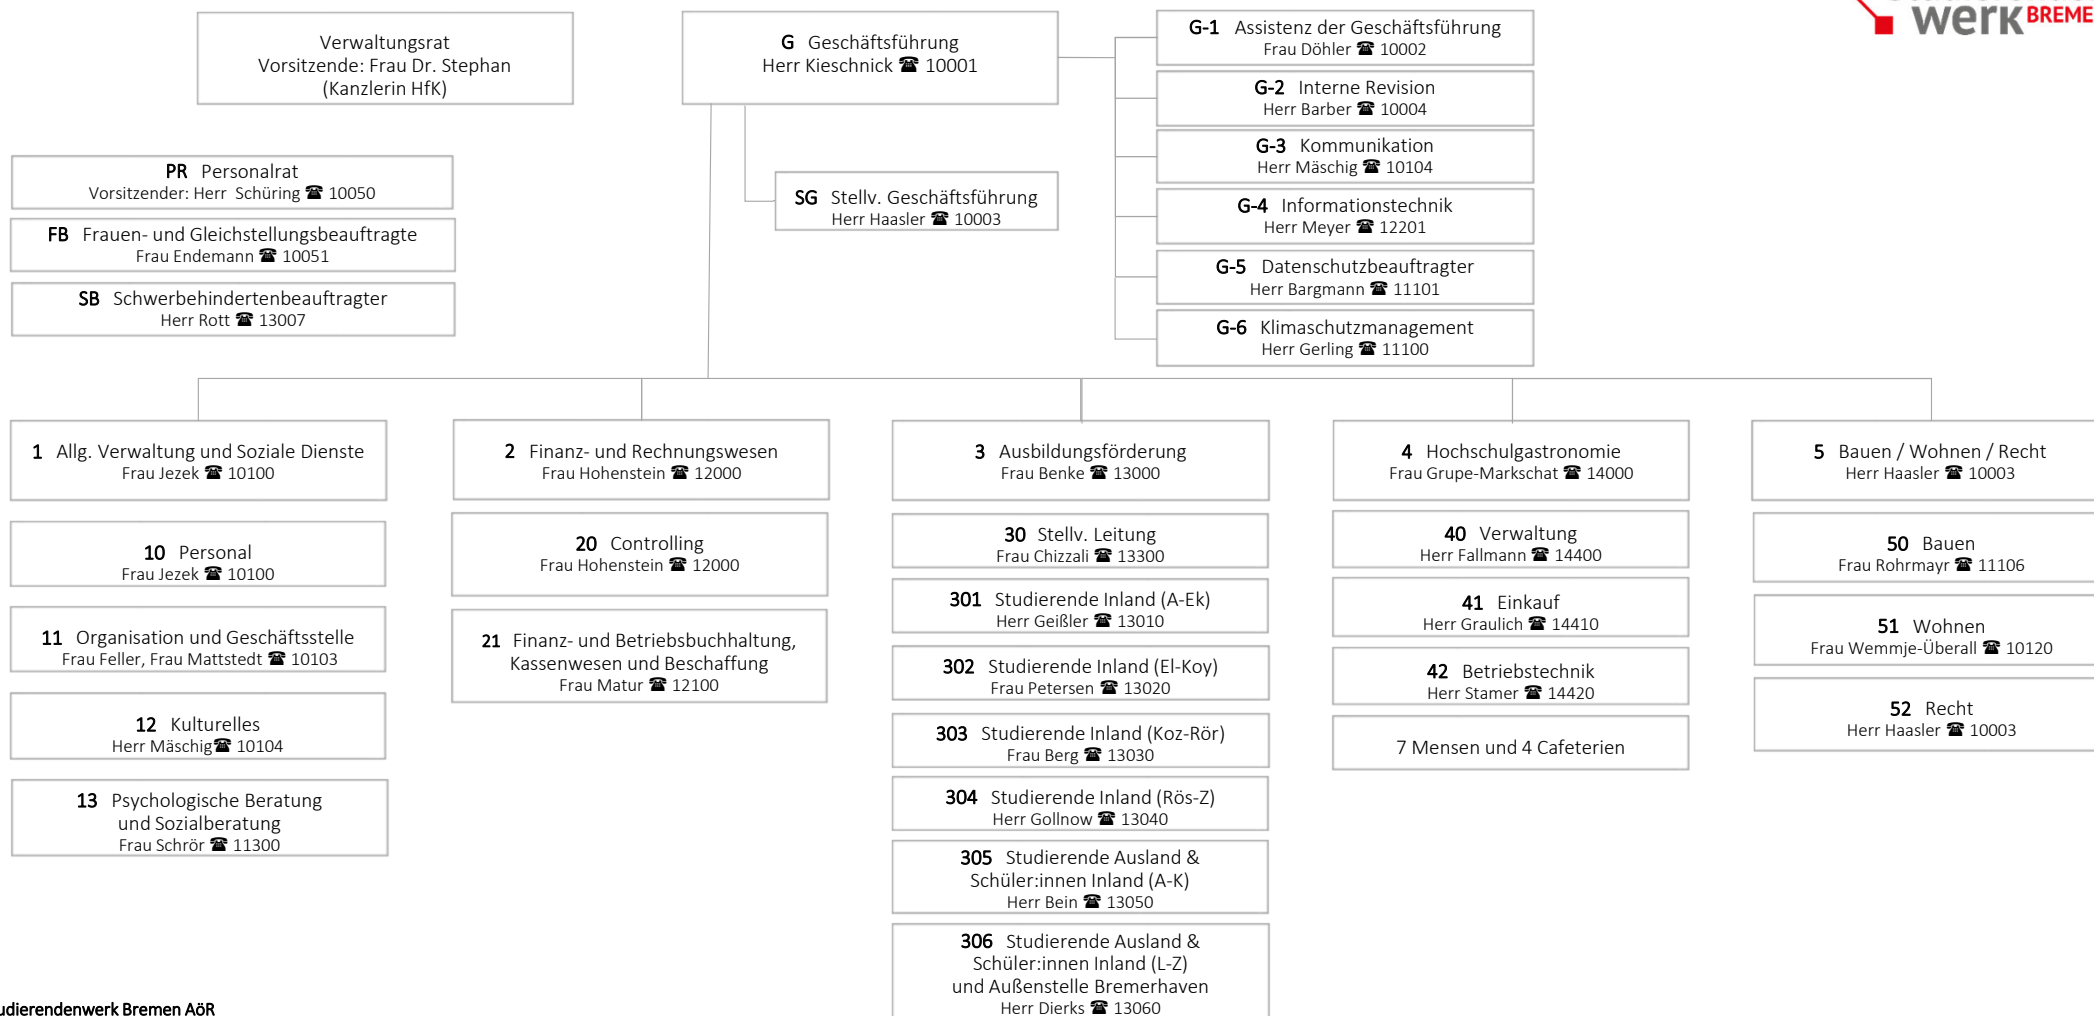 werk BREME
Verwaltungsrat
Vorsitzende: Frau Dr. Stephan
(Kanzlerin HfK)
G Geschäftsführung
Herr Kieschnick ☎ 10001
G-1 Assistenz der Geschäftsführung
Frau Döhler ☎ 10002
G-2 Interne Revision
Herr Barber ☎ 10004
G-3 Kommunikation
Herr Mäschig ☎ 10104
G-4 Informationstechnik
Herr Meyer ☎ 12201
G-5 Datenschutzbeauftragter
Herr Bargmann ☎ 11101
G-6 Klimaschutzmanagement
Herr Gerling ☎ 11100
PR Personalrat
Vorsitzender: Herr Schüring ☎ 10050
FB Frauen- und Gleichstellungsbeauftragte
Frau Endemann ☎ 10051
SB Schwerbehindertenbeauftragter
Herr Rott ☎ 13007
SG Stellv. Geschäftsführung
Herr Haasler ☎ 10003
1 Allg. Verwaltung und Soziale Dienste
Frau Jezek ☎ 10100
10 Personal
Frau Jezek ☎ 10100
11 Organisation und Geschäftsstelle
Frau Feller, Frau Mattstedt ☎ 10103
12 Kulturelles
Herr Mäschig☎ 10104
13 Psychologische Beratung
und Sozialberatung
Frau Schrör ☎ 11300
2 Finanz- und Rechnungswesen
Frau Hohenstein ☎ 12000
20 Controlling
Frau Hohenstein ☎ 12000
21 Finanz- und Betriebsbuchhaltung,
Kassenwesen und Beschaffung
Frau Matur ☎ 12100
3 Ausbildungsförderung
Frau Benke ☎ 13000
30 Stellv. Leitung
Frau Chizzali ☎ 13300
301 Studierende Inland (A-Ek)
Herr Geißler ☎ 13010
302 Studierende Inland (El-Koy)
Frau Petersen ☎ 13020
303 Studierende Inland (Koz-Rör)
Frau Berg ☎ 13030
304 Studierende Inland (Rös-Z)
Herr Gollnow ☎ 13040
305 Studierende Ausland &
Schüler:innen Inland (A-K)
Herr Bein ☎ 13050
306 Studierende Ausland &
Schüler:innen Inland (L-Z)
und Außenstelle Bremerhaven
Herr Dierks ☎ 13060
4 Hochschulgastronomie
Frau Grupe-Markschat ☎ 14000
40 Verwaltung
Herr Fallmann ☎ 14400
41 Einkauf
Herr Graulich ☎ 14410
42 Betriebstechnik
Herr Stamer ☎ 14420
7 Mensen und 4 Cafeterien
5 Bauen / Wohnen / Recht
Herr Haasler ☎ 10003
50 Bauen
Frau Rohrmayr ☎ 11106
51 Wohnen
Frau Wemmje-Überall ☎ 10120
52 Recht
Herr Haasler ☎ 10003
udierendenwerk Bremen AöR